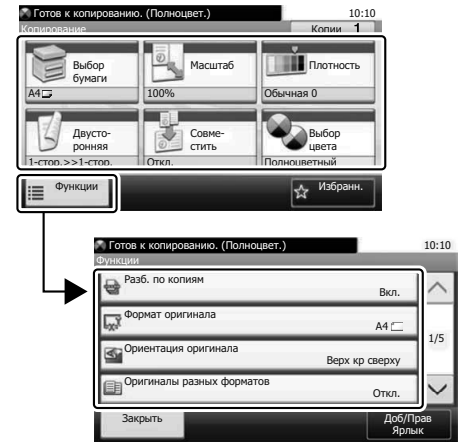 Готов к копированию. (Полноцвет.) 10:10
Копирование Копии 1
Выбор бумаги
A4
Масштаб
100%
Плотность
Обычная 0
Двусто-
ронняя
1-стор.>>1-стор.
Совме-
стить
Откл.
Выбор
цвета
Полноцветный
Функции
Избранн.
Готов к копированию. (Полноцвет.) 10:10
Функции
Разб. по копиям
Вкл.
Формат оригинала
A4
1/5
Ориентация оригинала
Верх кр сверху
Оригиналы разных форматов
Откл.
Закрыть
Доб/Прав
Ярлык